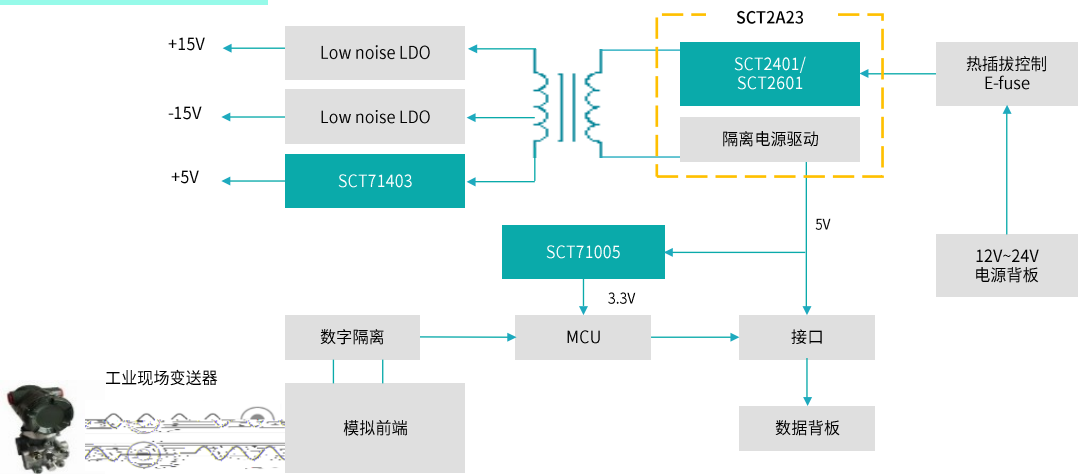 SCT2A23
+15V
Low noise LDO
SCT2401/
SCT2601
热插拔控制
E-fuse
-15V
Low noise LDO
隔离电源驱动
+5V
SCT71403
5V
SCT71005
12V~24V
电源背板
3.3V
数字隔离
MCU
接口
工业现场变送器
模拟前端
数据背板